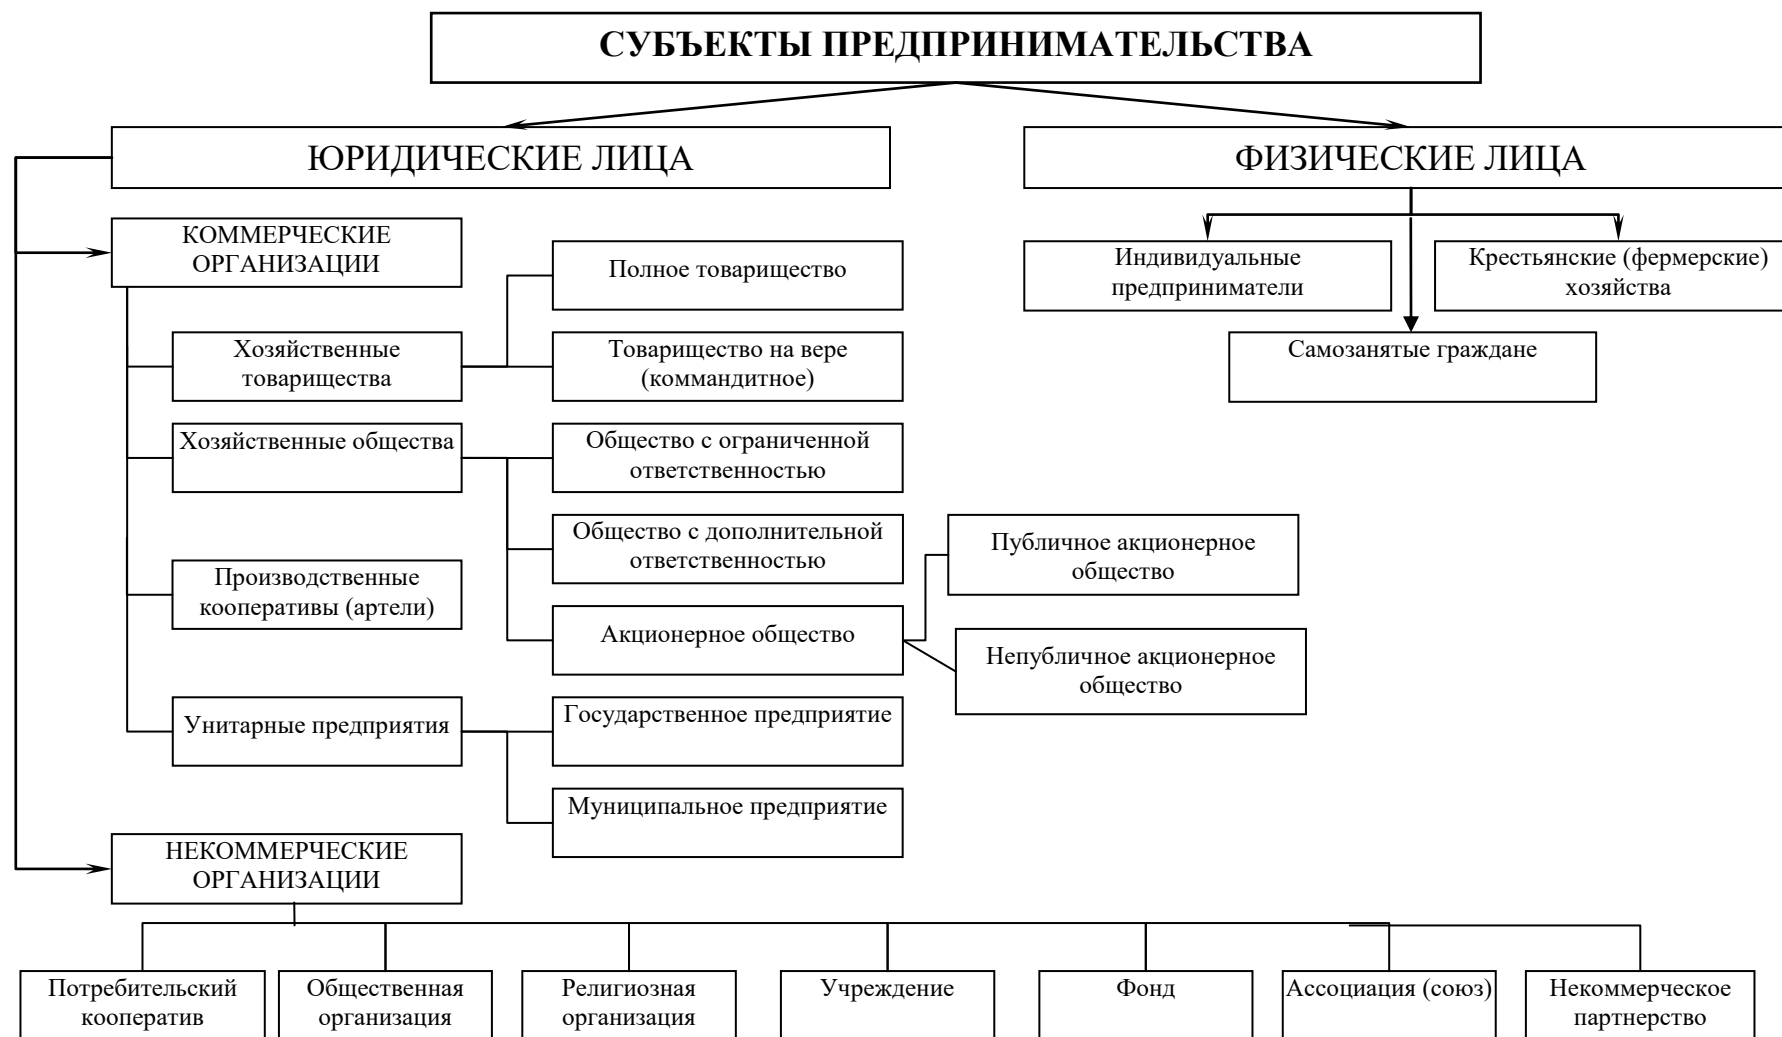 СУБЪЕКТЫ ПРЕДПРИНИМАТЕЛЬСТВА
ЮРИДИЧЕСКИЕ ЛИЦА
ФИЗИЧЕСКИЕ ЛИЦА
КОММЕРЧЕСКИЕ
ОРГАНИЗАЦИИ
Полное товарищество
Индивидуальные
предприниматели
Крестьянские (фермерские)
хозяйства
Хозяйственные
товарищества
Товарищество на вере
(коммандитное)
Самозанятые граждане
Хозяйственные общества
Общество с ограниченной
ответственностью
Общество с дополнительной
ответственностью
Публичное акционерное
общество
Производственные
кооперативы (артели)
Акционерное общество
Непубличное акционерное
общество
Унитарные предприятия
Государственное предприятие
Муниципальное предприятие
НЕКОММЕРЧЕСКИЕ
ОРГАНИЗАЦИИ
Потребительский
кооператив
Общественная
организация
Религиозная
организация
Учреждение
Фонд
Ассоциация (союз)
Некоммерческое
партнерство